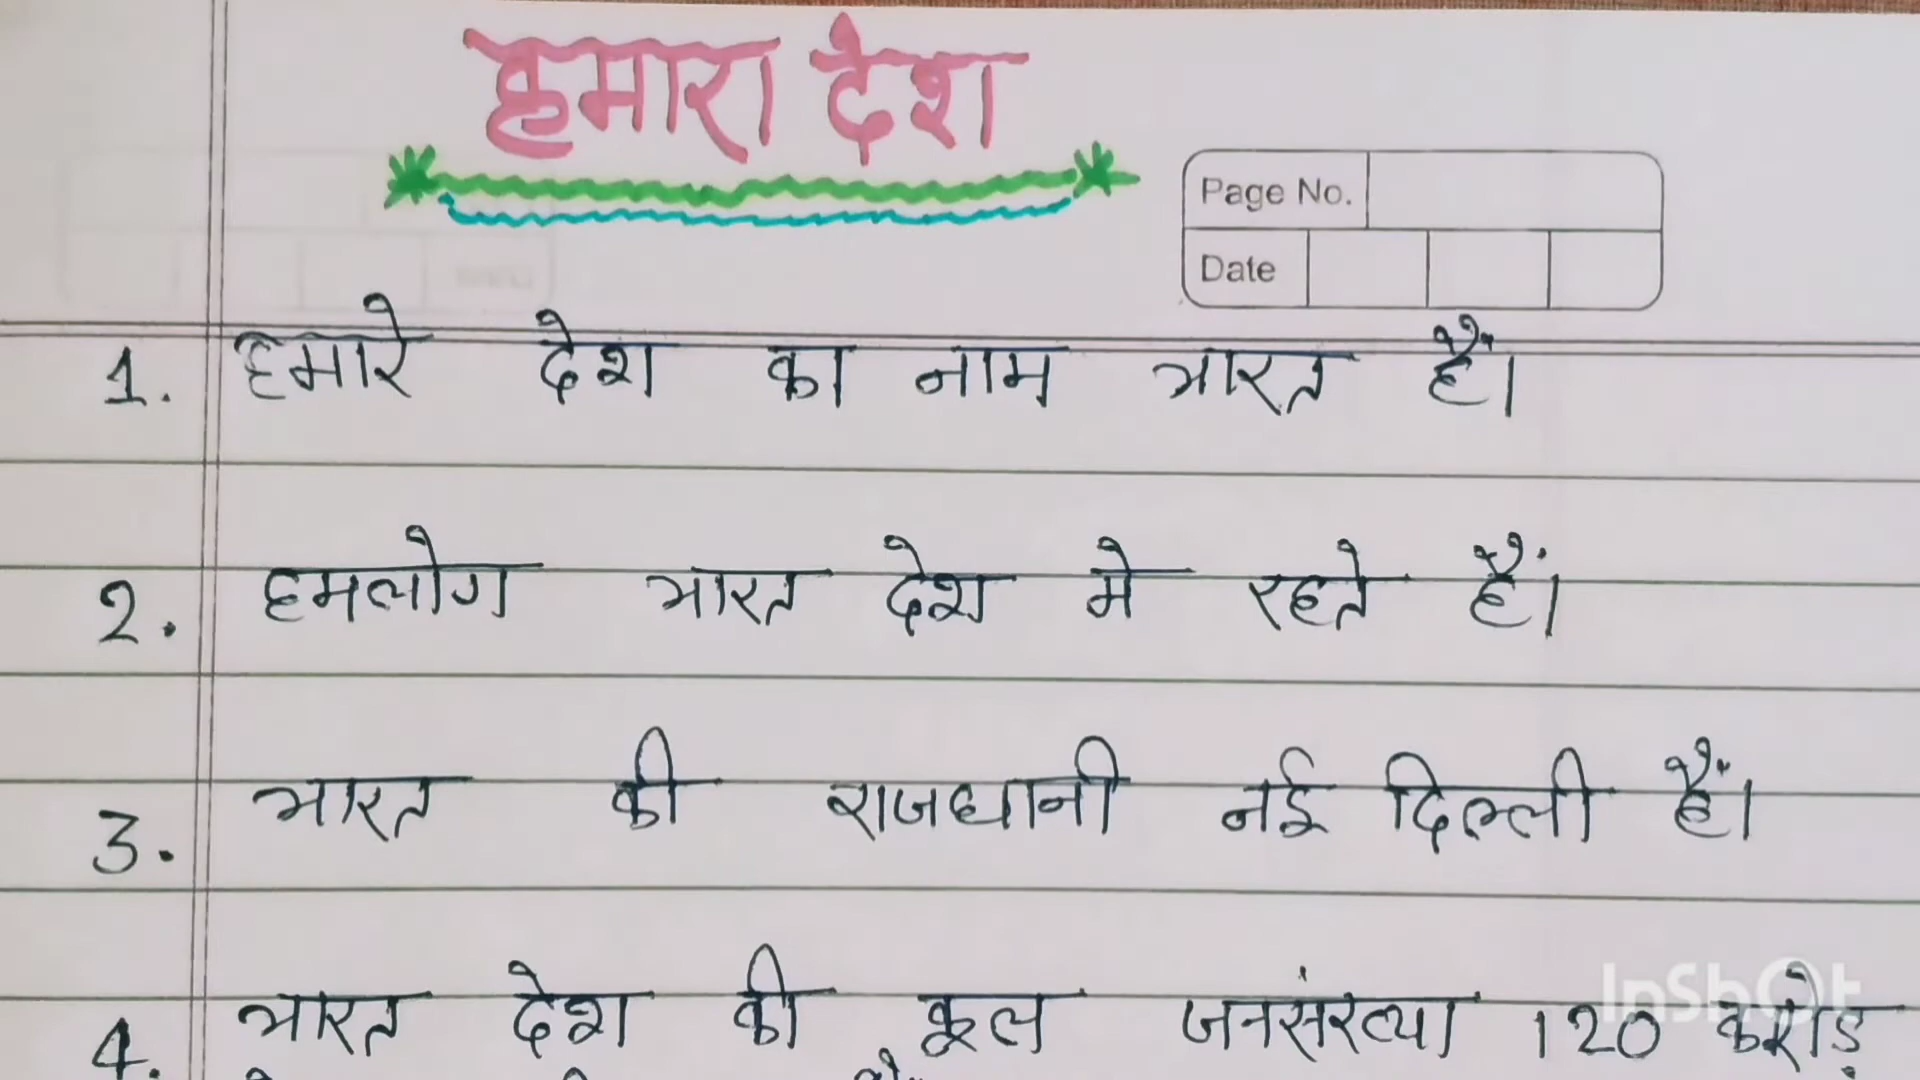 हमारा देश
Page No.
Date
1. हमारे देश का नाम भारत हैं।
2. हमलोग भारत देश मे रहते हैं।
3. भारत की राजधानी नई दिल्ली हैं।
4. भारत देश की कूल जनसंख्या 120 करोड़
InShOt